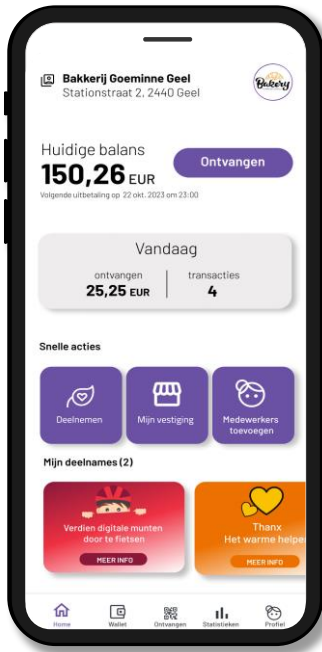 Bakkerij Goeminne Geel
Stationstraat 2, 2440 Geel
Bakery
Huidige balans
150,26 EUR
Ontvangen
Volgende uitbetaling op 22 okt. 2023 om 23:00
Vandaag
ontvangen
25,25 EUR
transacties
4
Snelle acties
Deelnemen
Mijn vestiging
Medewerkers
toevoegen
Mijn deelnames (2)
Verdien digitale munten
door te fietsen
MEER INFO
Thanx
Het warme helpe
MEER INFO
Home
Wallet
Ontvangen
Statistieken
Profiel